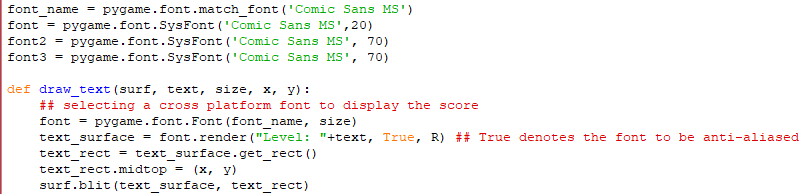 font_name = pygame.font.match_font('Comic Sans MS')
font = pygame.font.SysFont('Comic Sans MS',20)
font2 = pygame.font.SysFont('Comic Sans MS', 70)
font3 = pygame.font.SysFont('Comic Sans MS', 70)
def draw_text(surf, text, size, x, y):
    ## selecting a cross platform font to display the score
    font = pygame.font.Font(font_name, size)
    text_surface = font.render("Level: "+text, True, R) ## True denotes the font to be anti-aliased
    text_rect = text_surface.get_rect()
    text_rect.midtop = (x, y)
    surf.blit(text_surface, text_rect)